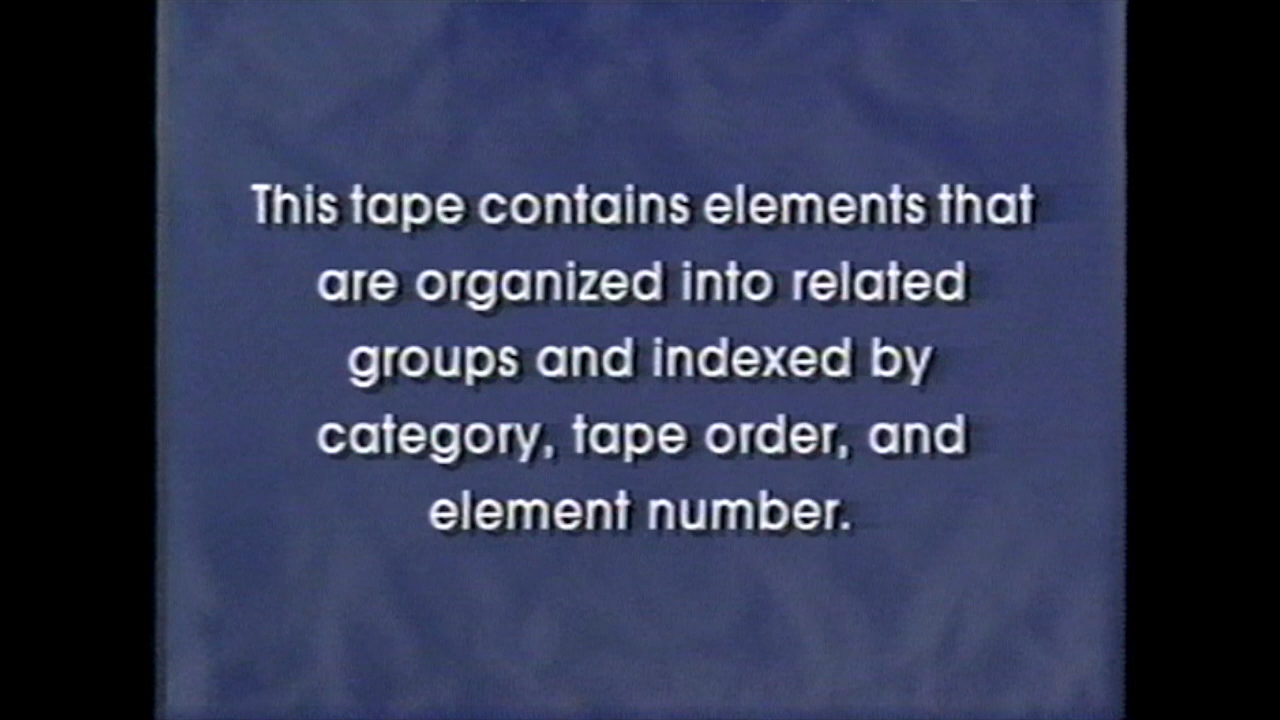 This tape contains elements that
are organized into related
groups and indexed by
category, tape order, and
element number.